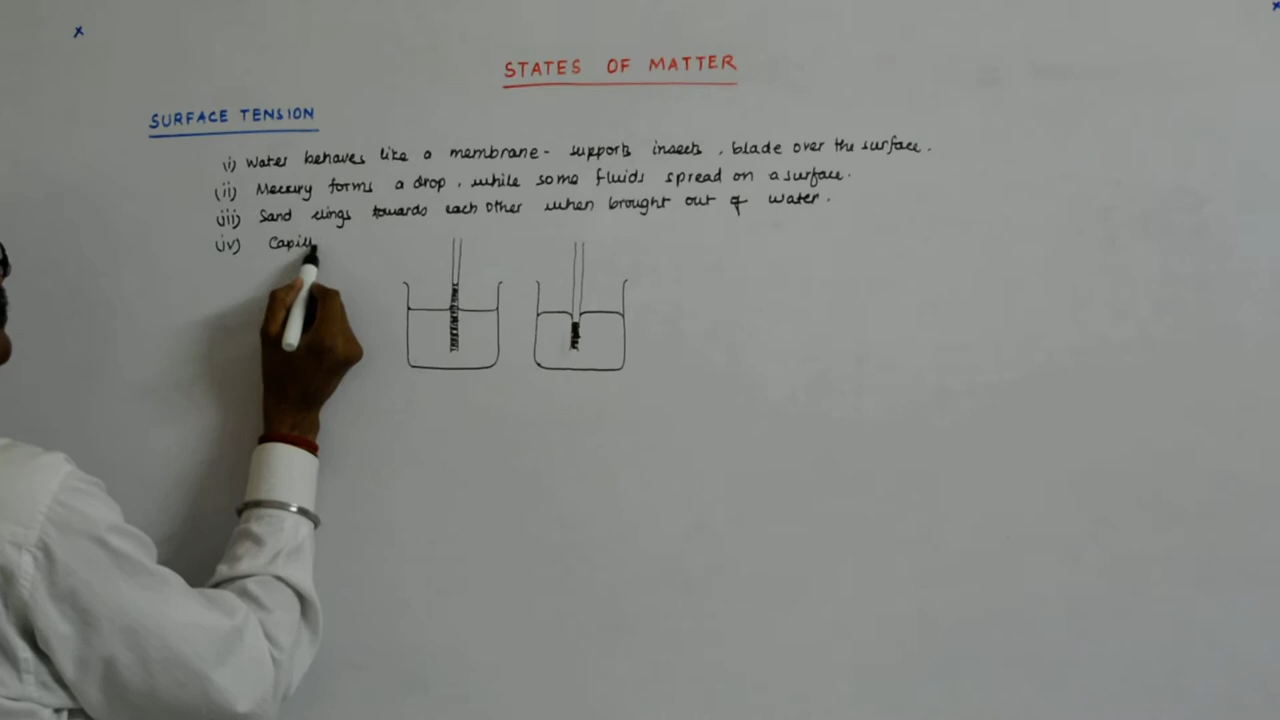 STATES OF MATTER
SURFACE TENSION
(i) Water behaves like a membrane - supports insects, blade over the surface.
(ii) Mercury forms a drop, while some fluids spread on a surface.
(iii) Sand clings towards each other when brought out of water.
(iv) Capill